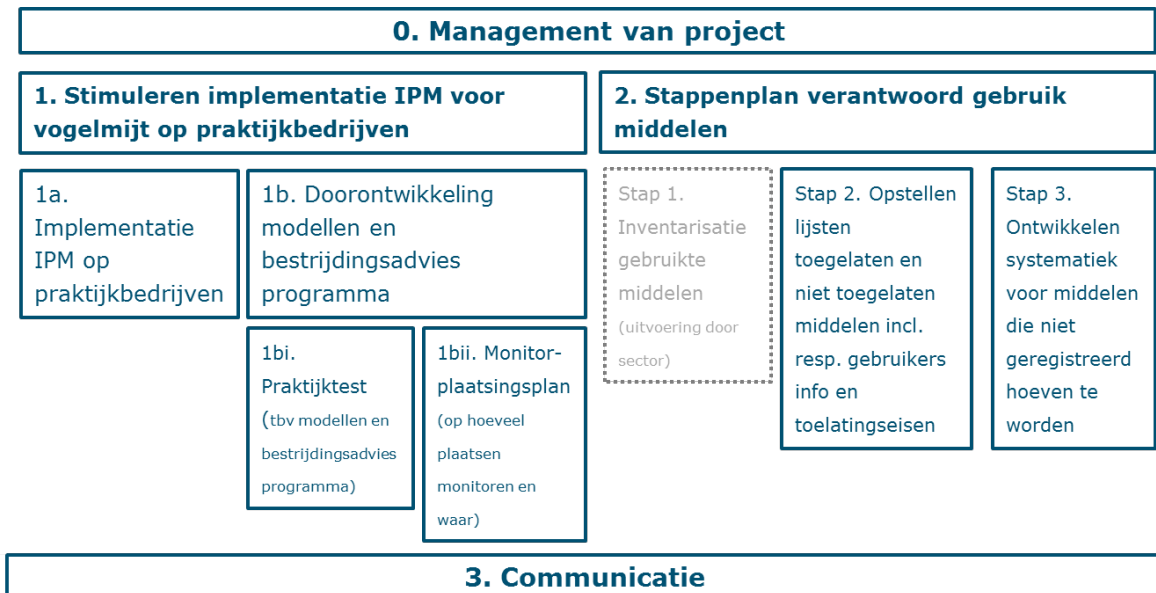 0. Management van project
1. Stimuleren implementatie IPM voor
vogelmijt op praktijkbedrijven
2. Stappenplan verantwoord gebruik
middelen
1a.
Implementatie
IPM op
praktijkbedrijven
1b. Doorontwikkeling
modellen en
bestrijdingsadvies
programma
1bi.
Praktijktest
(tbv modellen en
bestrijdingsadvies
programma)
1bii. Monitor-
plaatsingsplan
(op hoeveel
plaatsen
monitoren en
waar)
Stap 1.
Inventarisatie
gebruikte
middelen
(uitvoering door
sector)
Stap 2. Opstellen
lijsten
toegelaten en
niet toegelaten
middelen incl.
resp. gebruikers
info en
toelatingseisen
Stap 3.
Ontwikkelen
systematiek
voor middelen
die niet
geregistreerd
hoeven te
worden
3. Communicatie